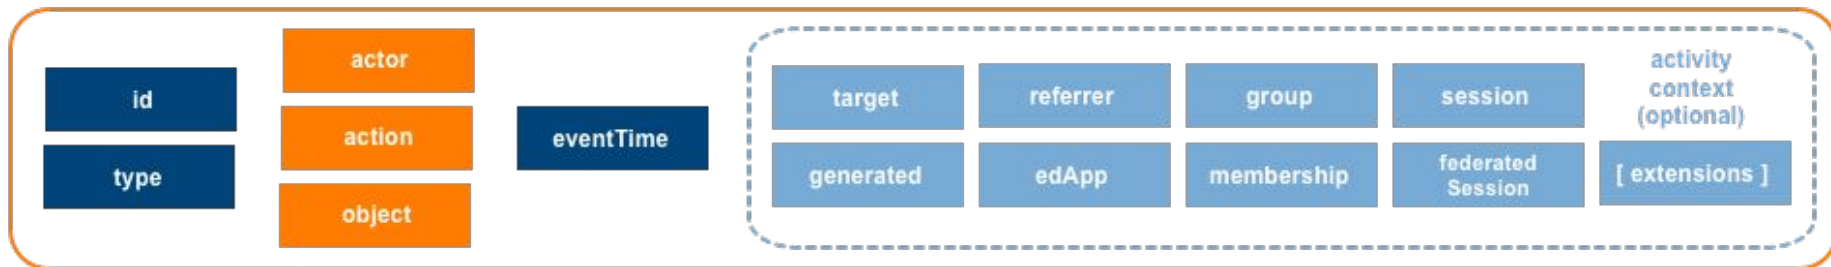 id
type
actor
action
object
eventTime
target
referrer
group
session
activity
context
(optional)
generated
edApp
membership
federated
Session
[ extensions ]